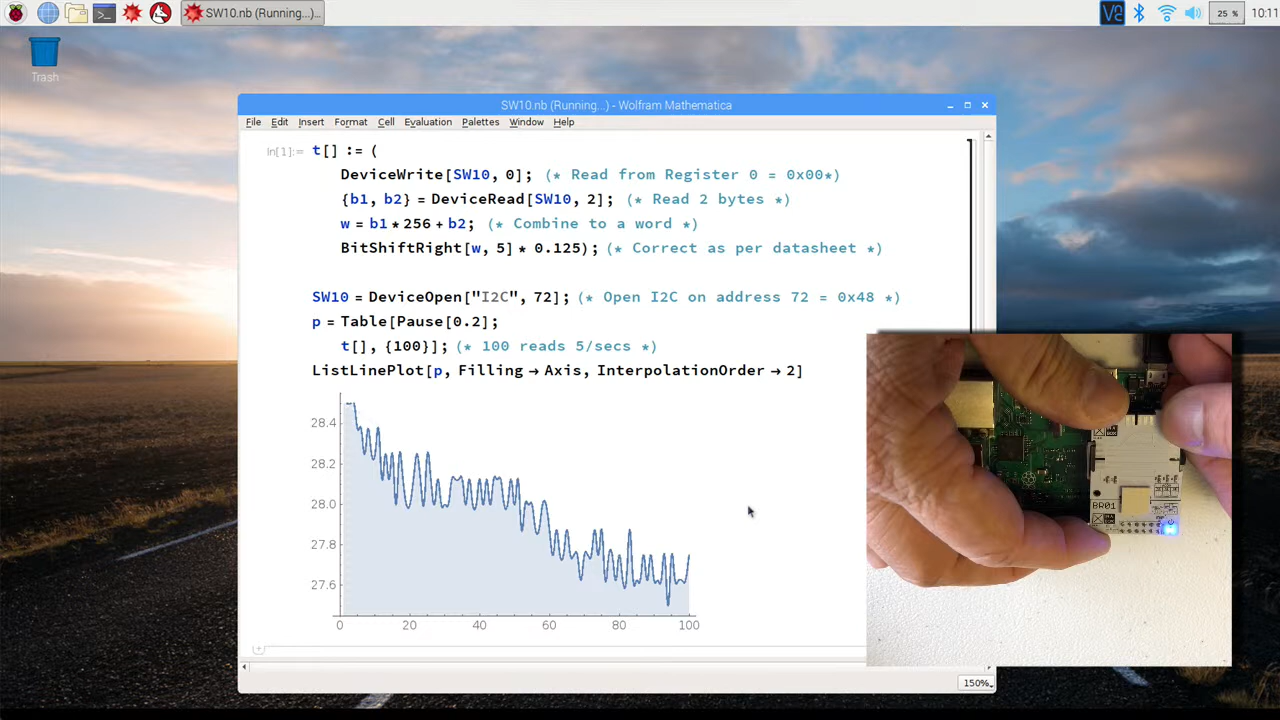 SW10.nb (Running...)...
25 %
10:11
Trash
SW10.nb (Running...) - Wolfram Mathematica
File Edit Insert Format Cell Evaluation Palettes Window Help
In[1]:= t[] := (
DeviceWrite[SW10, 0]; (* Read from Register 0 = 0x00*)
{b1, b2} = DeviceRead[SW10, 2]; (* Read 2 bytes *)
w = b1 * 256 + b2; (* Combine to a word *)
BitShiftRight[w, 5] * 0.125); (* Correct as per datasheet *)
SW10 = DeviceOpen["I2C", 72]; (* Open I2C on address 72 = 0x48 *)
p = Table[Pause[0.2];
t[], {100}]; (* 100 reads 5/secs *)
ListLinePlot[p, Filling → Axis, InterpolationOrder → 2]
28.4
28.2
28.0
27.8
27.6
0 20 40 60 80 100
BR01
150%